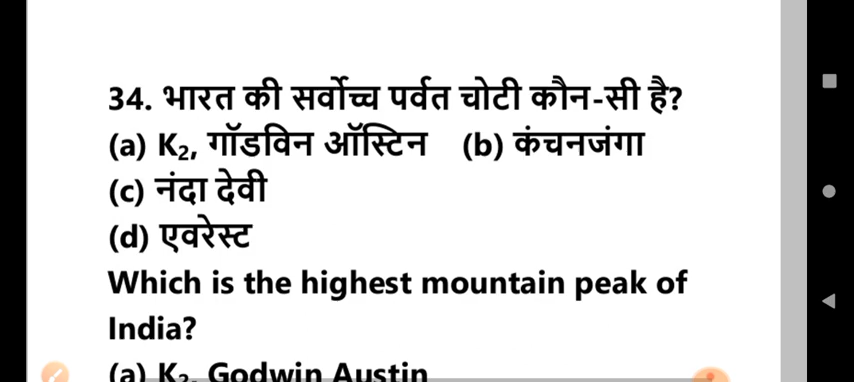 34. भारत की सर्वोच्च पर्वत चोटी कौन-सी है?
(a) K₂, गॉडविन ऑस्टिन (b) कंचनजंगा
(c) नंदा देवी
(d) एवरेस्ट
Which is the highest mountain peak of
India?
(a) K₂, Godwin Austin